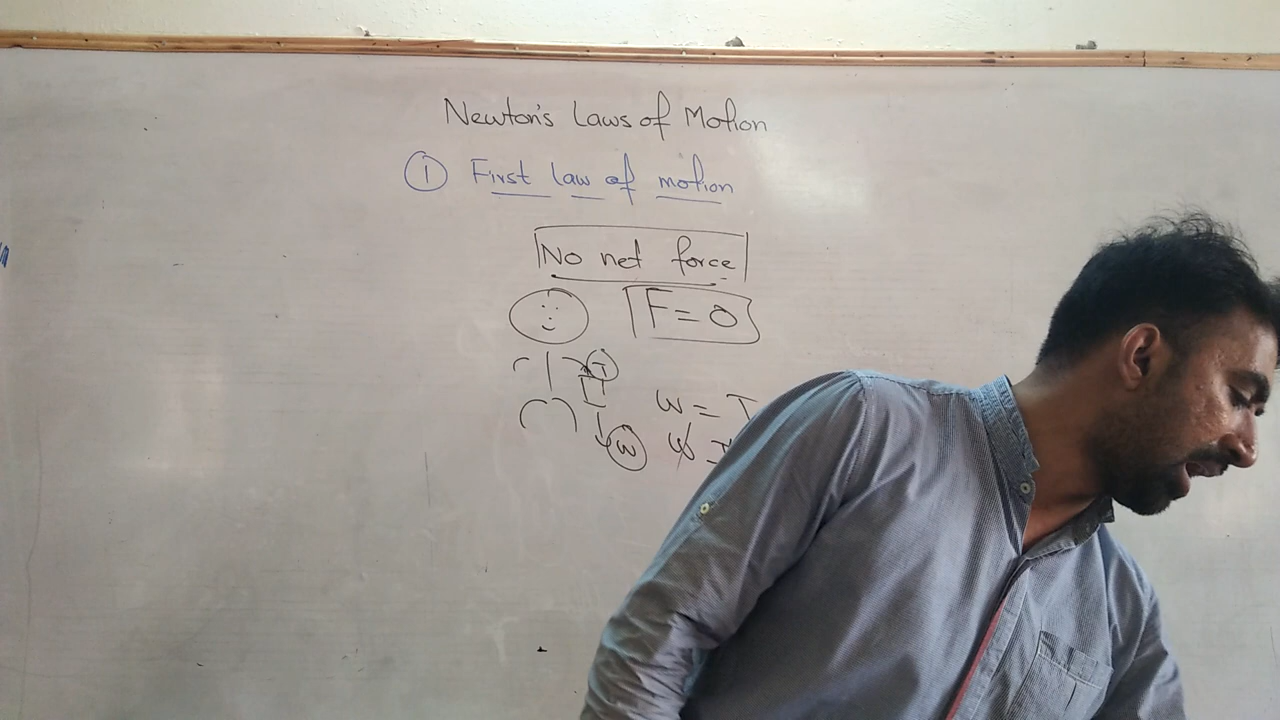 Newton's Laws of Motion
① First law of motion
No net force
F = 0
T
W = T
W
W